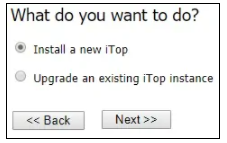 What do you want to do?
Install a new iTop
Upgrade an existing iTop instance
<< Back Next >>